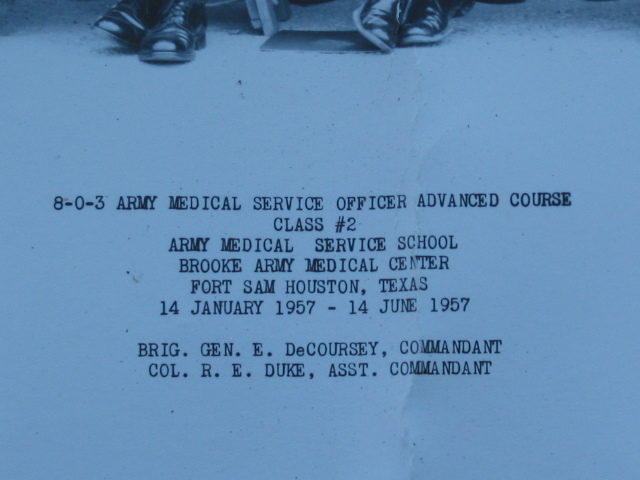 8-0-3 ARMY MEDICAL SERVICE OFFICER ADVANCED COURSE
CLASS #2
ARMY MEDICAL SERVICE SCHOOL
BROOKE ARMY MEDICAL CENTER
FORT SAM HOUSTON, TEXAS
14 JANUARY 1957 - 14 JUNE 1957
BRIG. GEN. E. DeCOURSEY, COMMANDANT
COL. R. E. DUKE, ASST. COMMANDANT